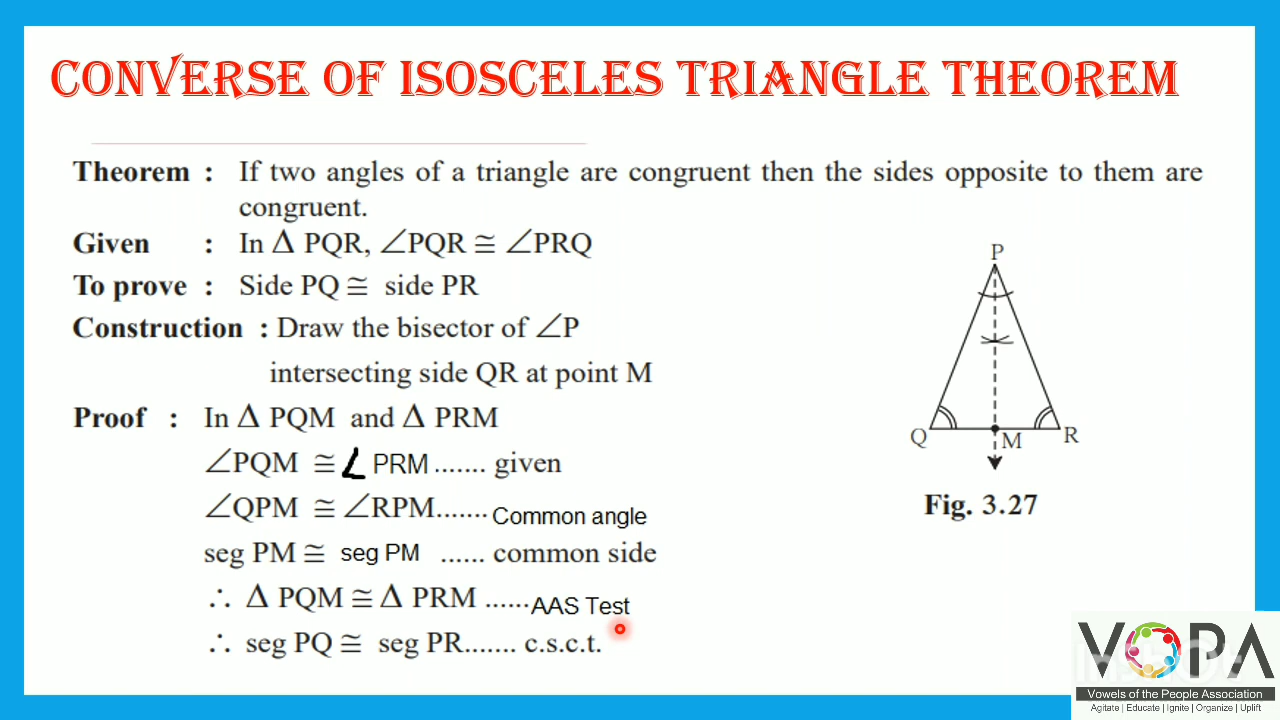 CONVERSE OF ISOSCELES TRIANGLE THEOREM
Theorem : If two angles of a triangle are congruent then the sides opposite to them are
congruent.
Given : In Δ PQR, ∠PQR ≅ ∠PRQ
To prove : Side PQ ≅ side PR
Construction : Draw the bisector of ∠P
intersecting side QR at point M
Proof : In Δ PQM and Δ PRM
∠PQM ≅ ∠ PRM ....... given
∠QPM ≅ ∠RPM....... Common angle
seg PM ≅ seg PM ...... common side
∴ Δ PQM ≅ Δ PRM ...... AAS Test
∴ seg PQ ≅ seg PR....... c.s.c.t.
P
Q M R
Fig. 3.27
VOPA
Vowels of the People Association
Agitate | Educate | Ignite | Organize | Uplift